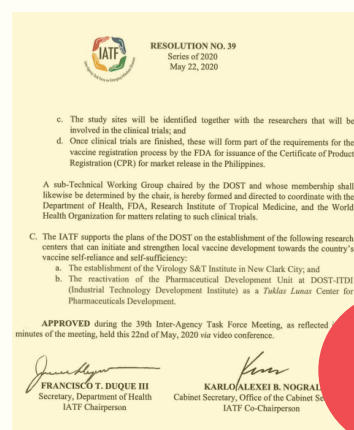 IATF
RESOLUTION NO. 39
Series of 2020
May 22, 2020
c. The study sites will be identified together with the researchers that will be
involved in the clinical trials; and
d. Once clinical trials are finished, these will form part of the requirements for the
vaccine registration process by the FDA for issuance of the Certificate of Product
Registration (CPR) for market release in the Philippines.
A sub-Technical Working Group chaired by the DOST and whose membership shall
likewise be determined by the chair, is hereby formed and directed to coordinate with the
Department of Health, FDA, Research Institute of Tropical Medicine, and the World
Health Organization for matters relating to such clinical trials.
C. The IATF supports the plans of the DOST on the establishment of the following research
centers that can initiate and strengthen local vaccine development towards the country's
vaccine self-reliance and self-sufficiency:
a. The establishment of the Virology S&T Institute in New Clark City; and
b. The reactivation of the Pharmaceutical Development Unit at DOST-ITDI
(Industrial Technology Development Institute) as a Tuklas Lunas Center for
Pharmaceuticals Development.
APPROVED during the 39th Inter-Agency Task Force Meeting, as reflected
minutes of the meeting, held this 22nd of May, 2020 via video conference.
FRANCISCO T. DUQUE III
Secretary, Department of Health
IATF Chairperson
KARLO ALEXEI B. NOGRAL
Cabinet Secretary, Office of the Cabinet Se
IATF Co-Chairperson